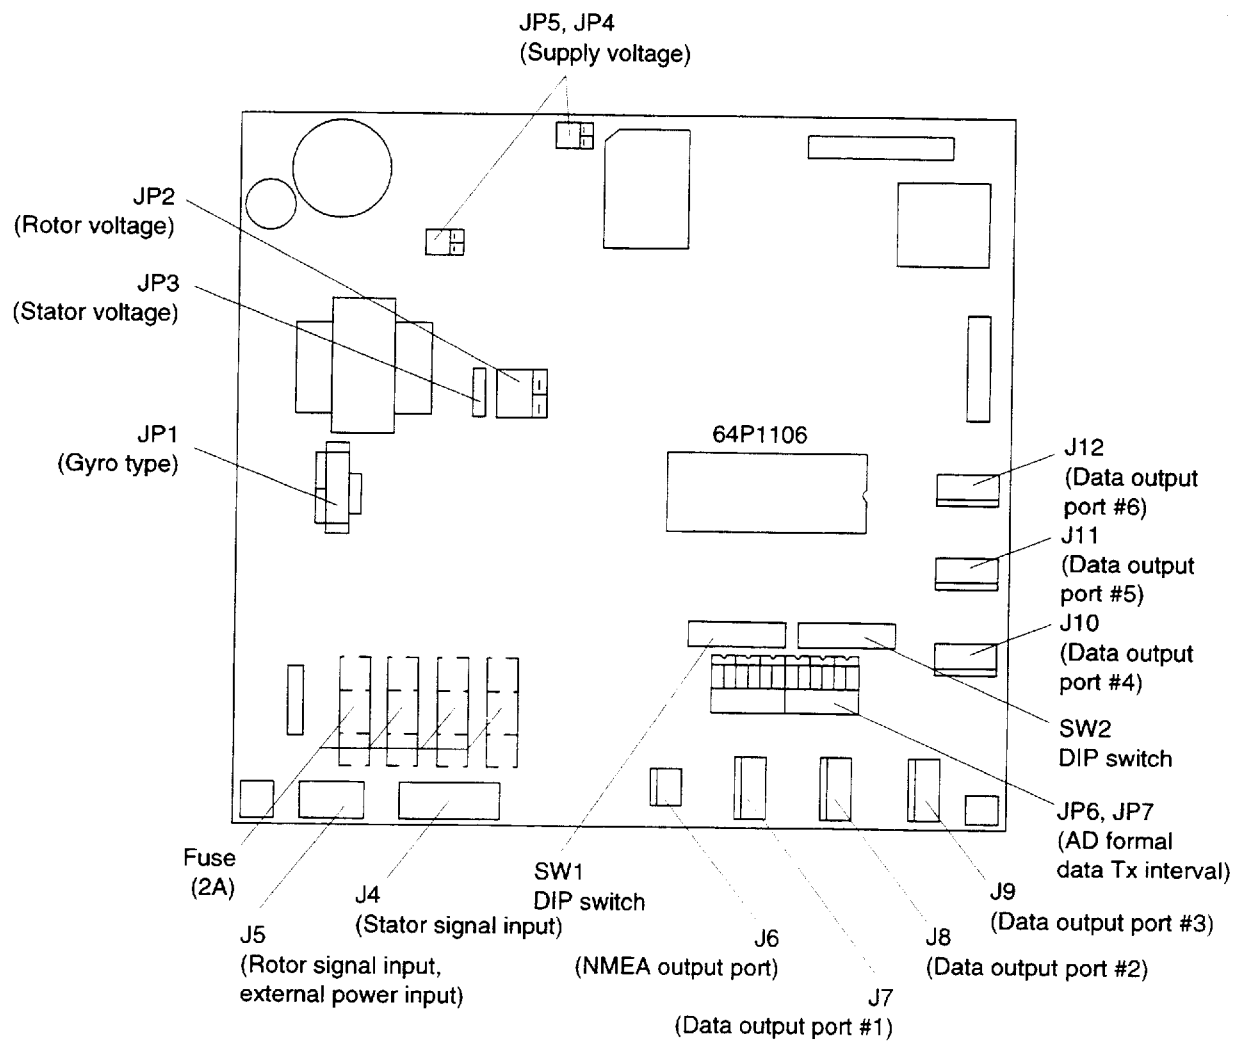 JP5, JP4
(Supply voltage)
JP2
(Rotor voltage)
JP3
(Stator voltage)
JP1
(Gyro type)
64P1106
J12
(Data output
port #6)
J11
(Data output
port #5)
J10
(Data output
port #4)
SW2
DIP switch
JP6, JP7
(AD formal
data Tx interval)
Fuse
(2A)
J5
(Rotor signal input,
external power input)
J4
(Stator signal input)
SW1
DIP switch
J6
(NMEA output port)
J7
(Data output port #1)
J8
(Data output port #2)
J9
(Data output port #3)